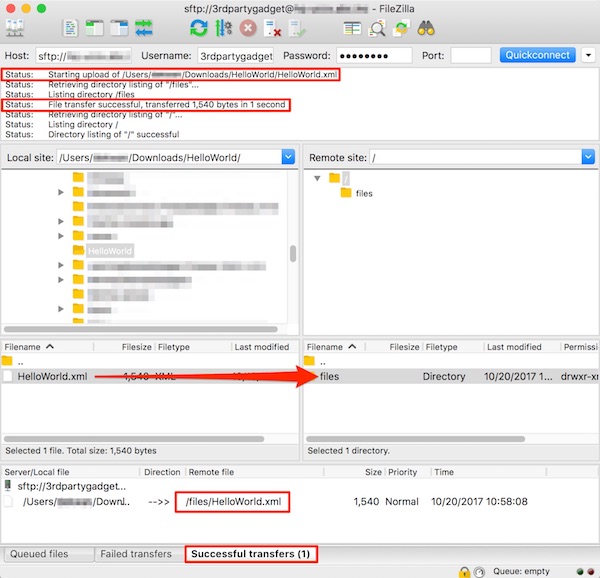 sftp://3rdpartygadget@ - FileZilla
Host: sftp:// Username: 3rdpartygadget Password: ●●●●●●●● Port: Quickconnect
Status: Starting upload of /Users/ /Downloads/HelloWorld/HelloWorld.xml
Status: Retrieving directory listing of "/files"...
Status: Listing directory /files
Status: File transfer successful, transferred 1,540 bytes in 1 second
Status: Retrieving directory listing of "/"...
Status: Listing directory /
Status: Directory listing of "/" successful
Local site: /Users/ /Downloads/HelloWorld/
Remote site: /
/
files
HelloWorld
Filename Filesize Filetype Last modified
..
HelloWorld.xml 1,540 XML
Selected 1 file. Total size: 1,540 bytes
Filename Filesize Filetype Last modified Permissi
..
files Directory 10/20/2017 1... drwxr-xr
Selected 1 directory.
Server/Local file Direction Remote file Size Priority Time
sftp://3rdpartygadget...
/Users/ /Downl... -->> /files/HelloWorld.xml 1,540 Normal 10/20/2017 10:58:08
Queued files Failed transfers Successful transfers (1)
Queue: empty